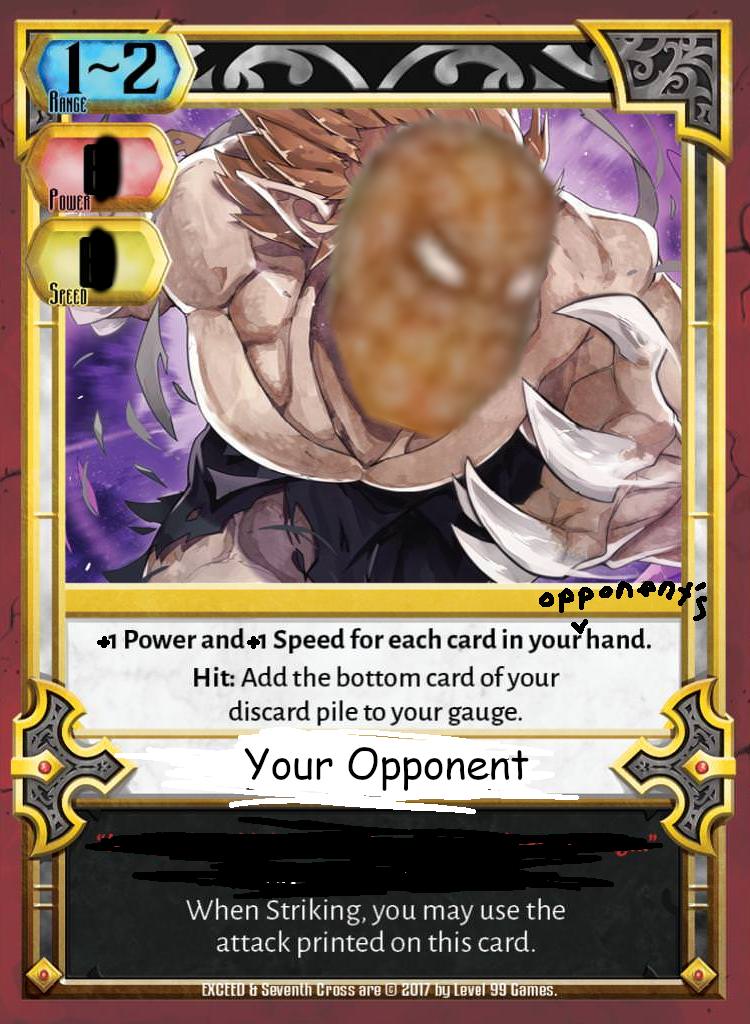 1~2
RANGE
POWER
SPEED
opponent's
+1 Power and +1 Speed for each card in your hand.
Hit: Add the bottom card of your
discard pile to your gauge.
Your Opponent
When Striking, you may use the
attack printed on this card.
EXCEED & Seventh Cross are © 2017 by Level 99 Games.